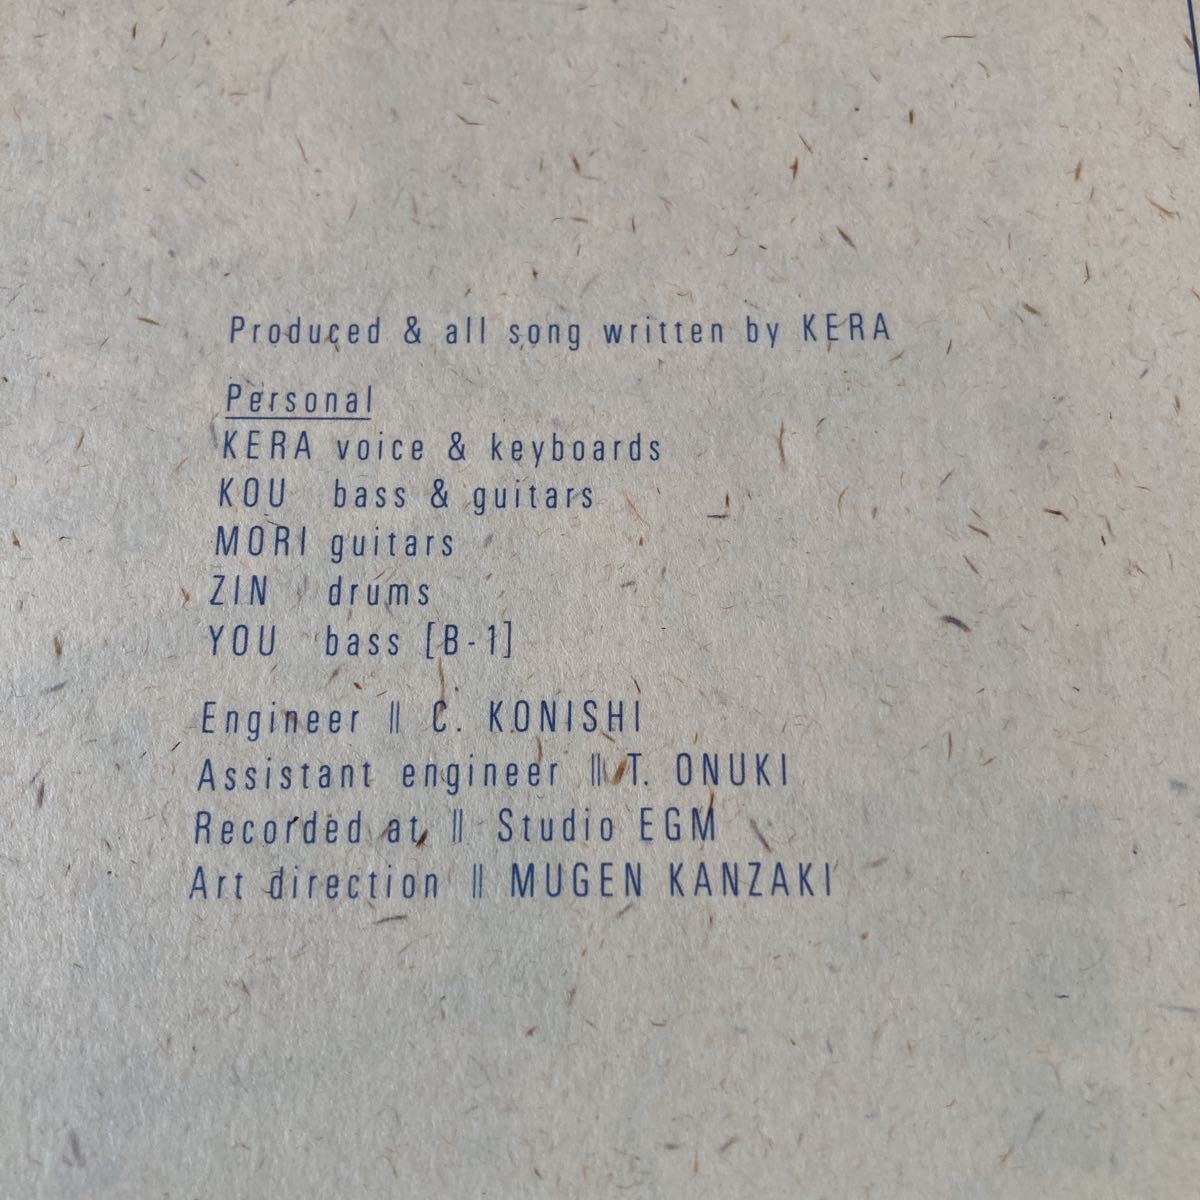 Produced & all song written by KERA
Personal
KERA voice & keyboards
KOU bass & guitars
MORI guitars
ZIN drums
YOU bass [B-1]
Engineer || C. KONISHI
Assistant engineer || T. ONUKI
Recorded at || Studio EGM
Art direction || MUGEN KANZAKI